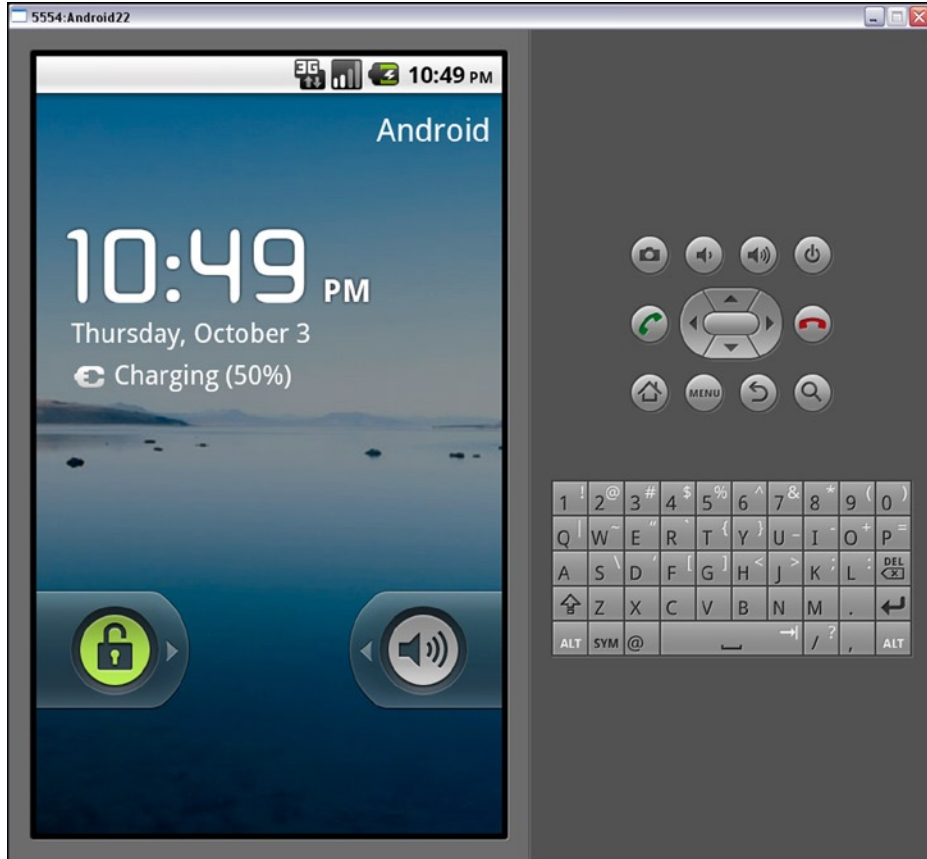 5554:Android22
3G 10:49 PM
Android
10:49 PM
Thursday, October 3
Charging (50%)
MENU
1 ! 2 @ 3 # 4 $ 5 % 6 ^ 7 & 8 * 9 ( 0 )
Q | W ~ E " R ` T { Y } U _ I - O + P =
A S \ D ' F [ G ] H < J > K ; L : DEL
Z X C V B N M .
ALT SYM @ / ? , ALT